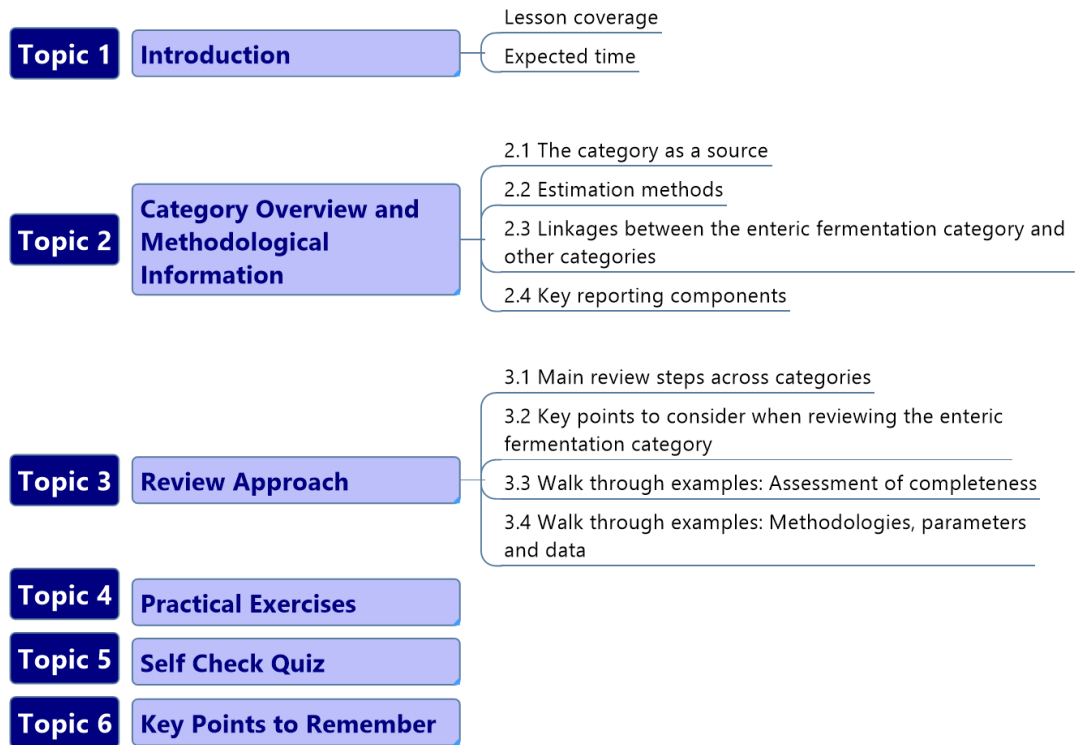 Topic 1
Introduction
Lesson coverage
Expected time
Topic 2
Category Overview and
Methodological
Information
2.1 The category as a source
2.2 Estimation methods
2.3 Linkages between the enteric fermentation category and
other categories
2.4 Key reporting components
Topic 3
Review Approach
3.1 Main review steps across categories
3.2 Key points to consider when reviewing the enteric
fermentation category
3.3 Walk through examples: Assessment of completeness
3.4 Walk through examples: Methodologies, parameters
and data
Topic 4
Practical Exercises
Topic 5
Self Check Quiz
Topic 6
Key Points to Remember